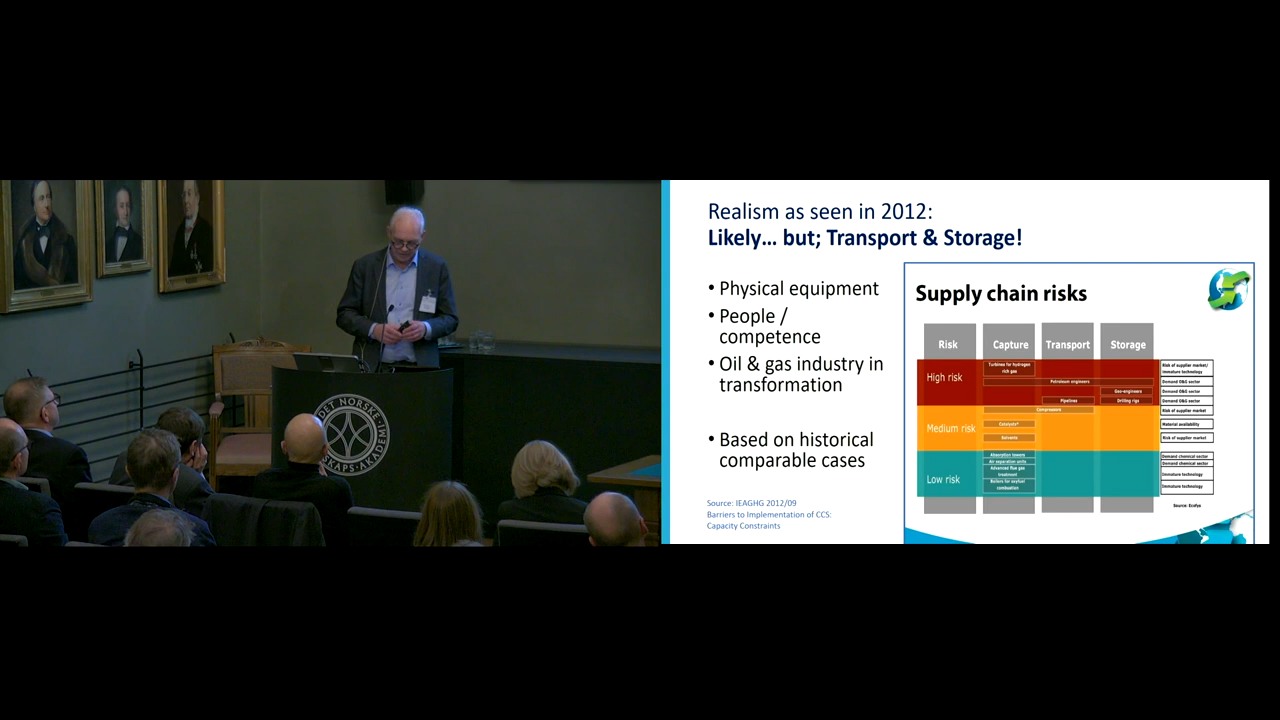 DET NORSKE
SKAPS-AKADEMI
Realism as seen in 2012:
Likely... but; Transport & Storage!
• Physical equipment
• People /
competence
• Oil & gas industry in
transformation
• Based on historical
comparable cases
Source: IEAGHG 2012/09
Barriers to Implementation of CCS:
Capacity Constraints
Supply chain risks
Risk
Capture
Transport
Storage
High risk
Turbines for hydrogen
rich gas
Risk of supplier market/
immature technology
Petroleum engineers
Demand O&G sector
Geo-engineers
Demand O&G sector
Pipelines
Drilling rigs
Demand O&G sector
Compressors
Risk of supplier market
Medium risk
Catalysts*
Material availability
Solvents
Risk of supplier market
Low risk
Absorption towers
Demand chemical sector
Air separation units
Demand chemical sector
Advanced flue gas
treatment
Immature technology
Boilers for oxyfuel
combustion
Immature technology
Source: Ecofys